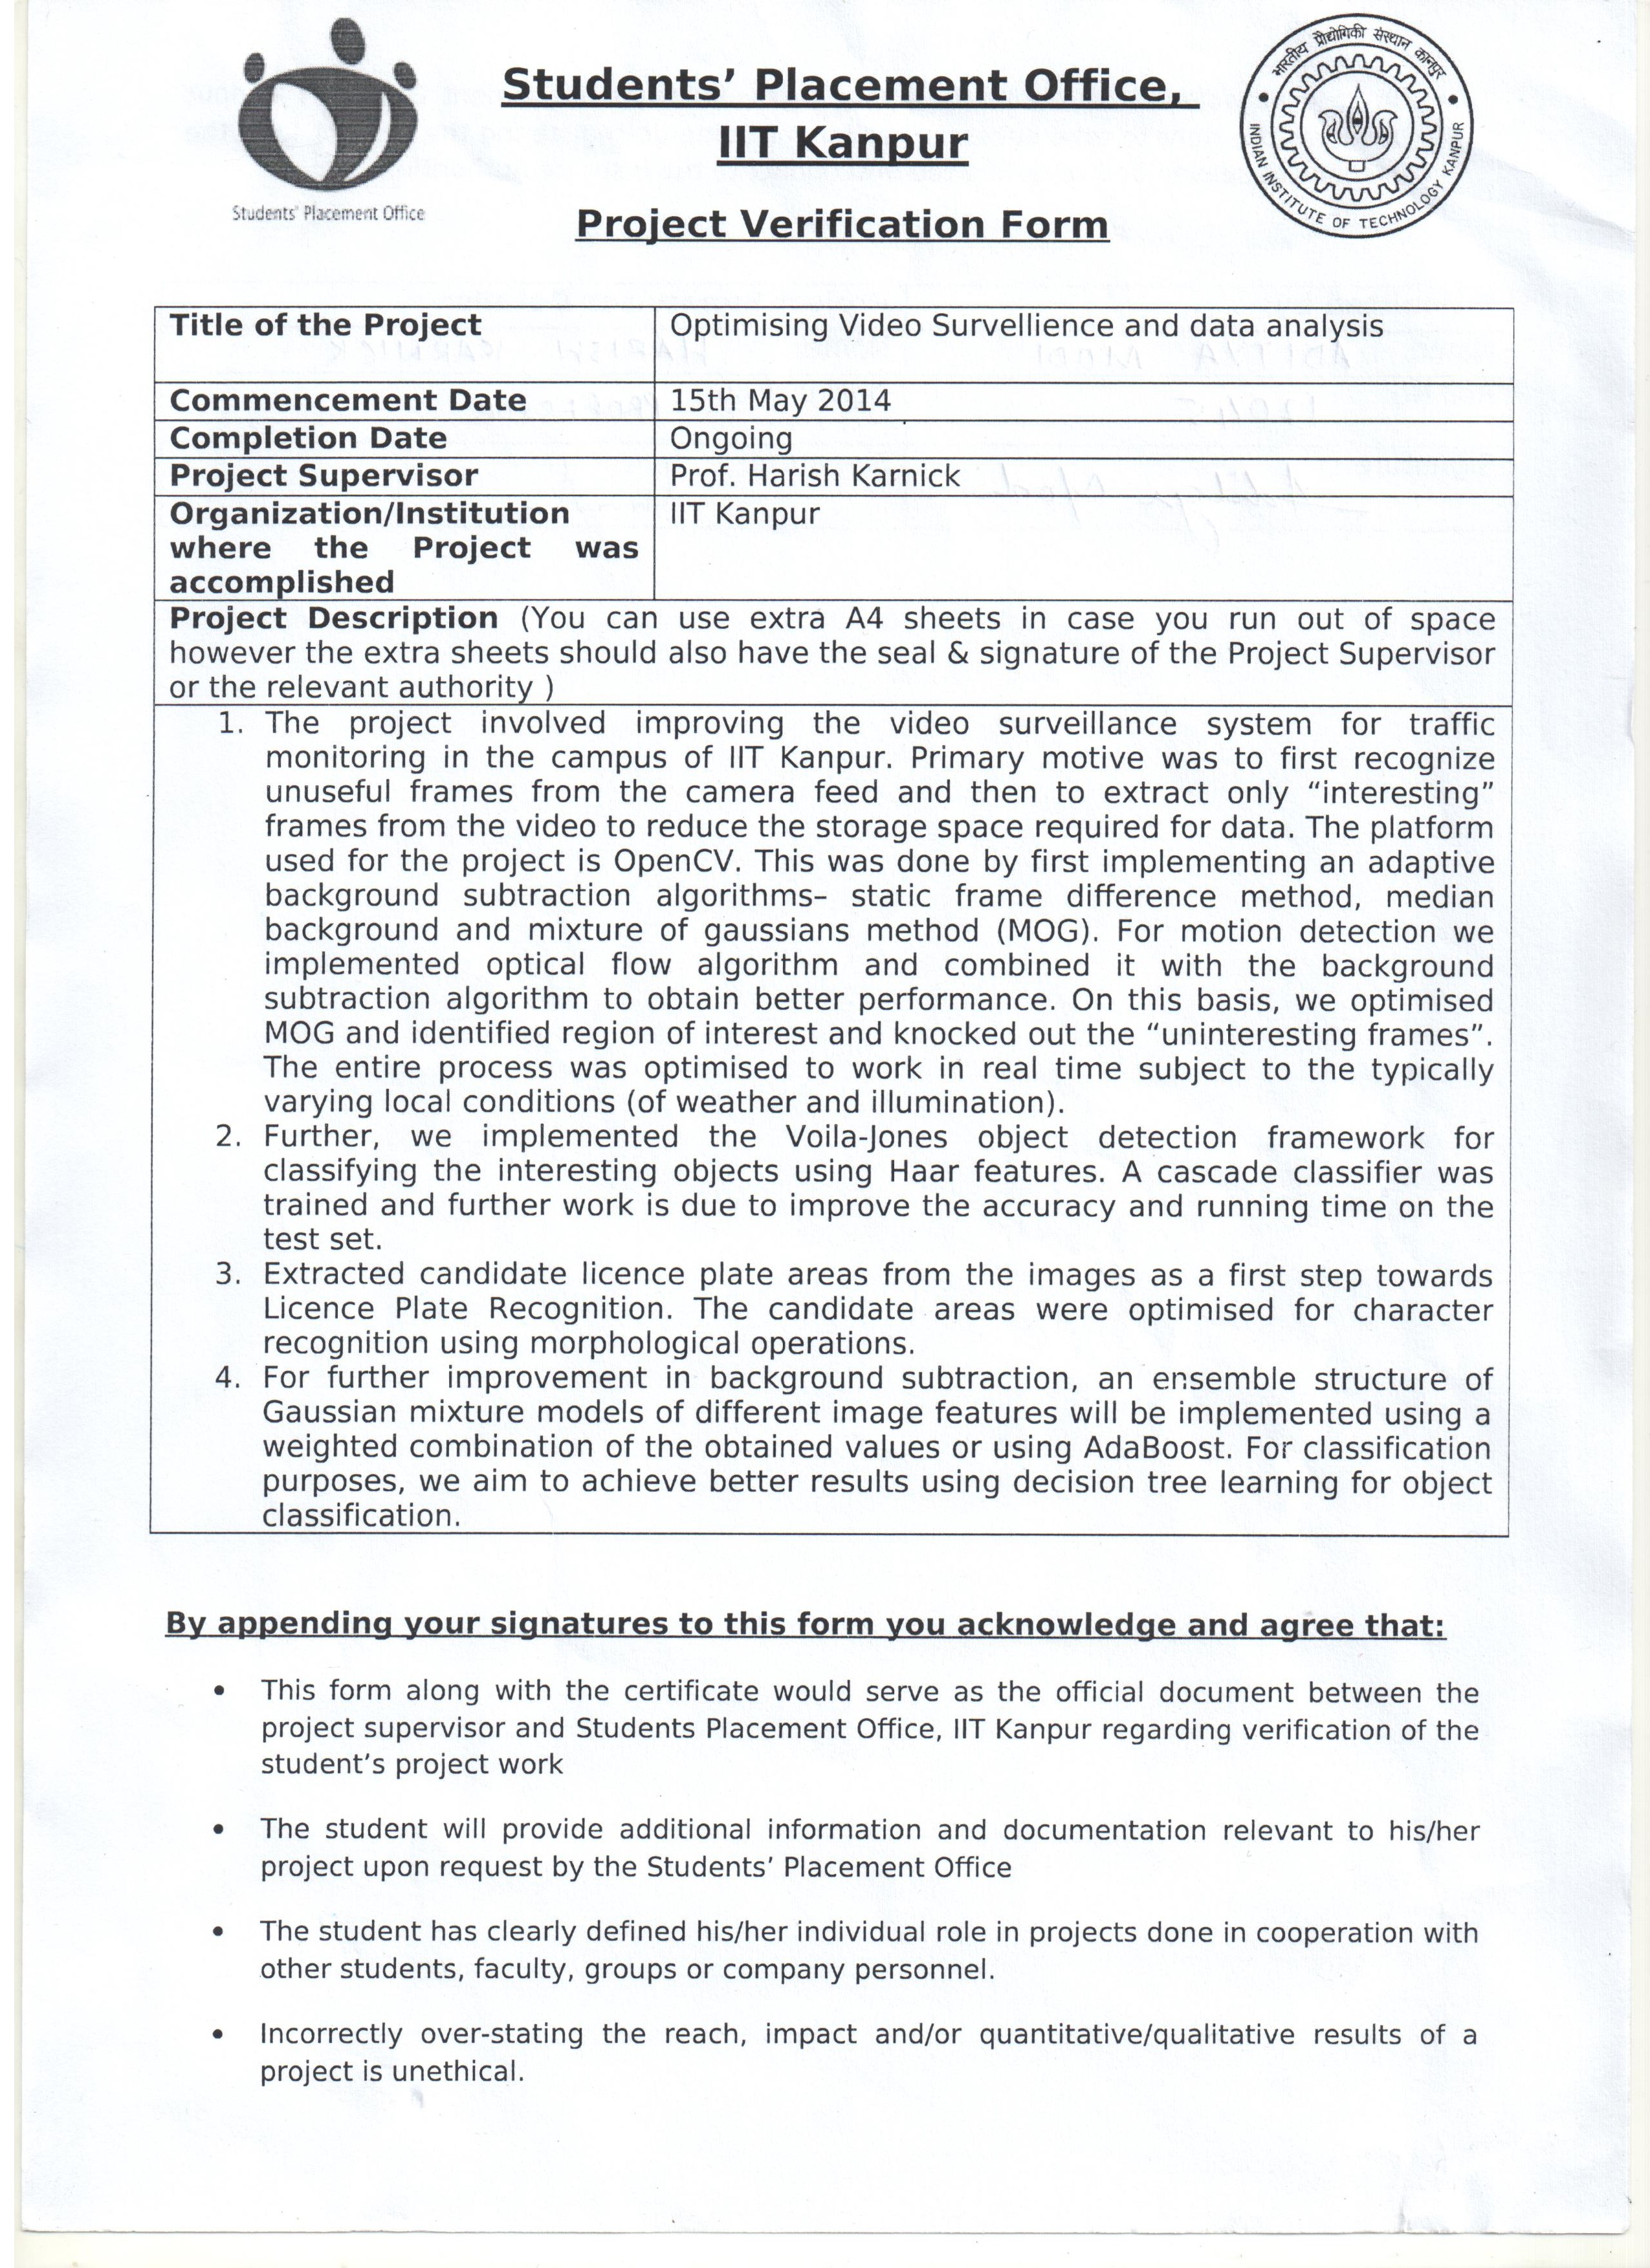 Students' Placement Office,
IIT Kanpur
Project Verification Form
Students' Placement Office
भारतीय प्रौद्योगिकी संस्थान कानपुर
INDIAN INSTITUTE OF TECHNOLOGY KANPUR
Title of the Project Optimising Video Survellience and data analysis
Commencement Date 15th May 2014
Completion Date Ongoing
Project Supervisor Prof. Harish Karnick
Organization/Institution IIT Kanpur
where the Project was
accomplished
Project Description (You can use extra A4 sheets in case you run out of space
however the extra sheets should also have the seal & signature of the Project Supervisor
or the relevant authority )
1. The project involved improving the video surveillance system for traffic
monitoring in the campus of IIT Kanpur. Primary motive was to first recognize
unuseful frames from the camera feed and then to extract only “interesting”
frames from the video to reduce the storage space required for data. The platform
used for the project is OpenCV. This was done by first implementing an adaptive
background subtraction algorithms– static frame difference method, median
background and mixture of gaussians method (MOG). For motion detection we
implemented optical flow algorithm and combined it with the background
subtraction algorithm to obtain better performance. On this basis, we optimised
MOG and identified region of interest and knocked out the “uninteresting frames”.
The entire process was optimised to work in real time subject to the typically
varying local conditions (of weather and illumination).
2. Further, we implemented the Voila-Jones object detection framework for
classifying the interesting objects using Haar features. A cascade classifier was
trained and further work is due to improve the accuracy and running time on the
test set.
3. Extracted candidate licence plate areas from the images as a first step towards
Licence Plate Recognition. The candidate areas were optimised for character
recognition using morphological operations.
4. For further improvement in background subtraction, an ensemble structure of
Gaussian mixture models of different image features will be implemented using a
weighted combination of the obtained values or using AdaBoost. For classification
purposes, we aim to achieve better results using decision tree learning for object
classification.
By appending your signatures to this form you acknowledge and agree that:
• This form along with the certificate would serve as the official document between the
project supervisor and Students Placement Office, IIT Kanpur regarding verification of the
student’s project work
• The student will provide additional information and documentation relevant to his/her
project upon request by the Students’ Placement Office
• The student has clearly defined his/her individual role in projects done in cooperation with
other students, faculty, groups or company personnel.
• Incorrectly over-stating the reach, impact and/or quantitative/qualitative results of a
project is unethical.